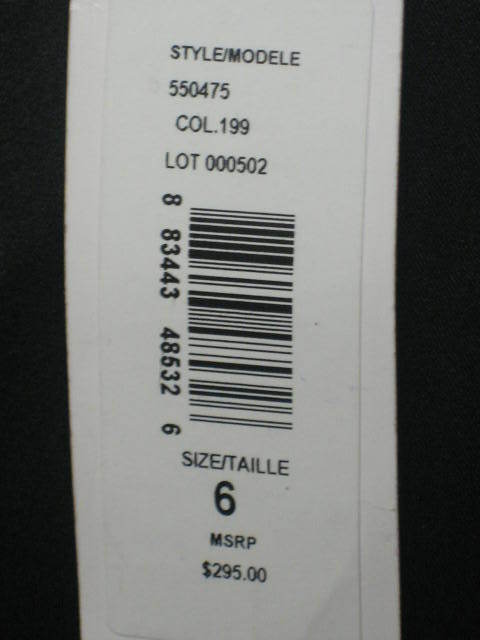 STYLE/MODELE
550475
COL.199
LOT 000502
8 83443 48532 6
SIZE/TAILLE
6
MSRP
$295.00